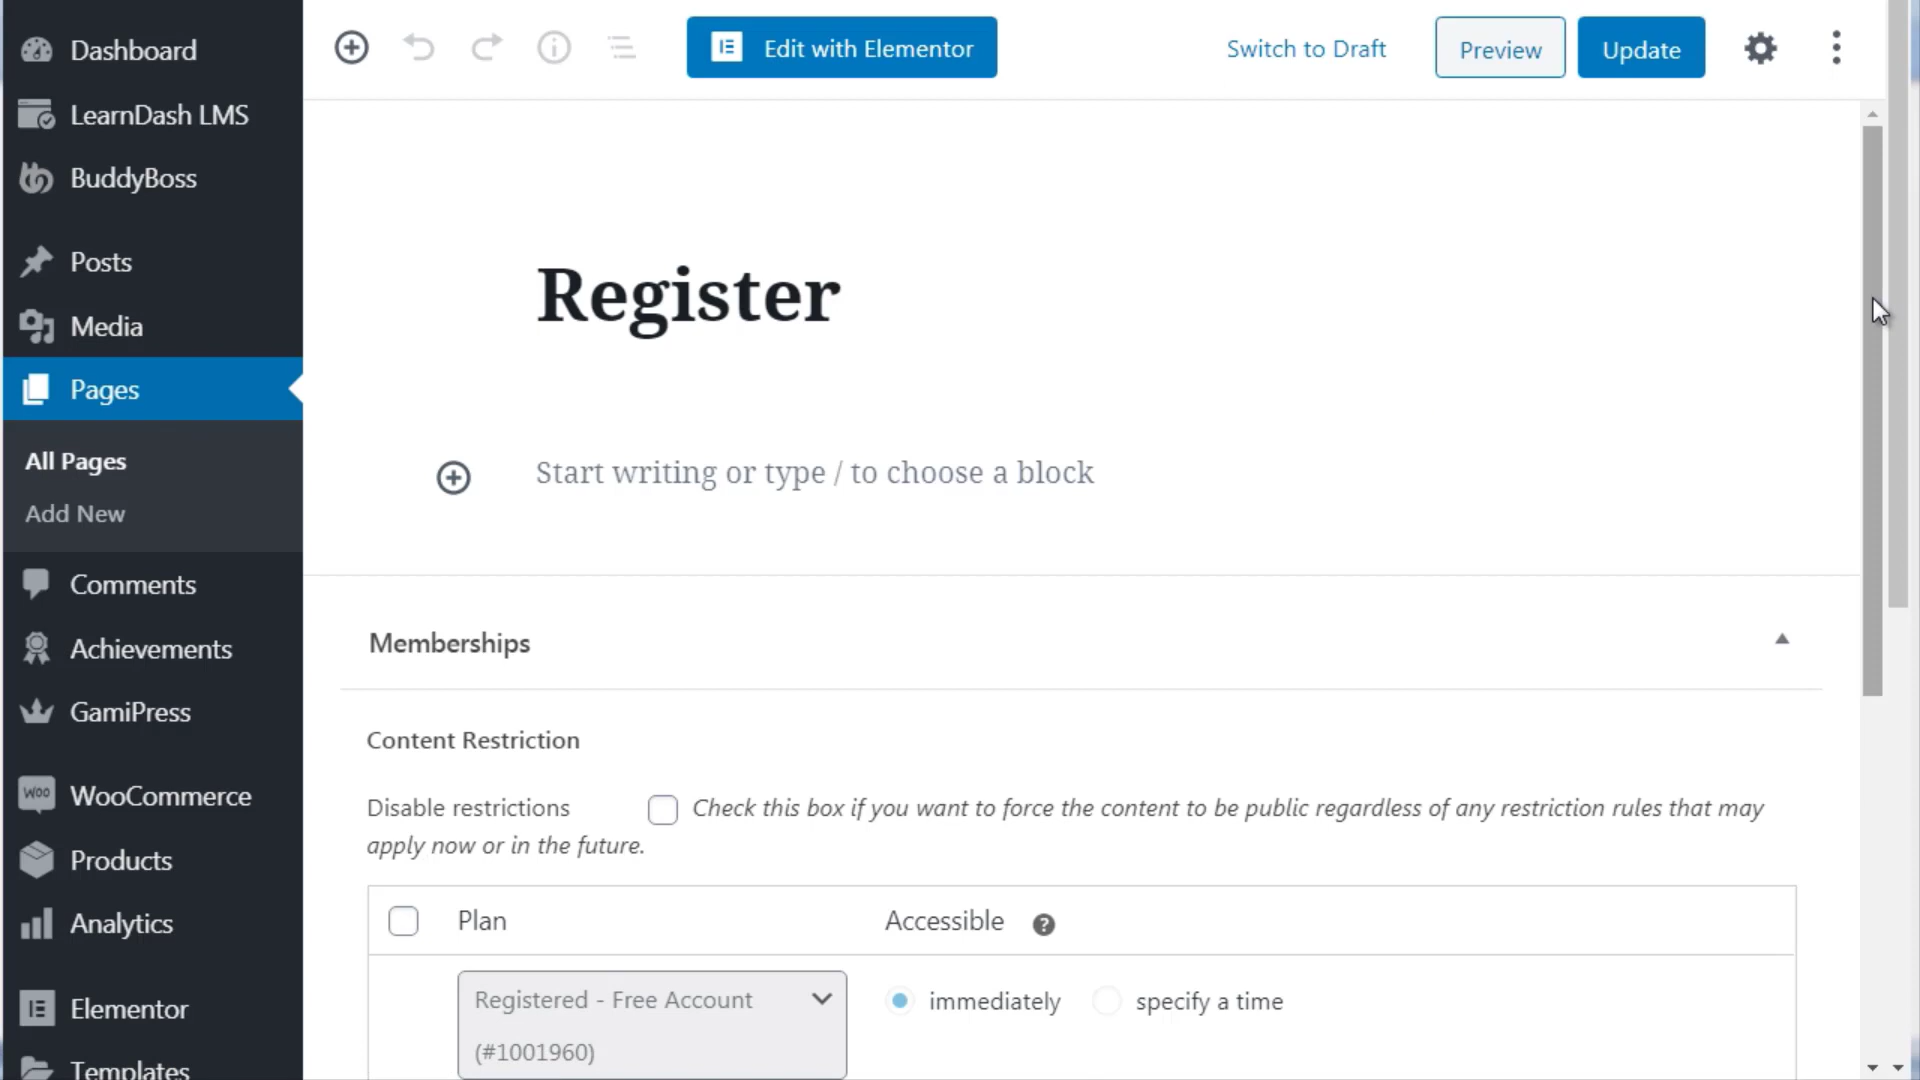 Dashboard
LearnDash LMS
BuddyBoss
Posts
Media
Pages
All Pages
Add New
Comments
Achievements
GamiPress
WOO WooCommerce
Products
Analytics
Elementor
Templates
Edit with Elementor
Switch to Draft
Preview
Update
Register
Start writing or type / to choose a block
Memberships
Content Restriction
Disable restrictions Check this box if you want to force the content to be public regardless of any restriction rules that may
apply now or in the future.
Plan Accessible ?
Registered - Free Account immediately specify a time
(#1001960)